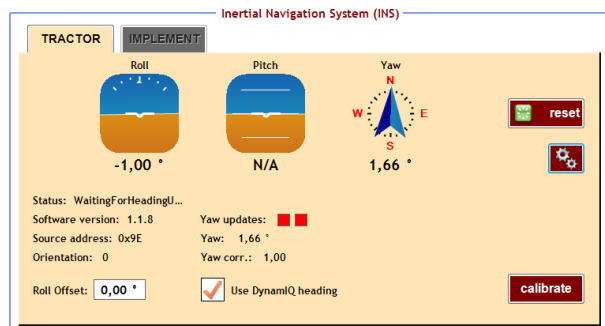 Inertial Navigation System (INS)
TRACTOR IMPLEMENT
Roll Pitch Yaw
N
W E
S
reset
-1,00 ° N/A 1,66 °
Status: WaitingForHeadingU...
Software version: 1.1.8 Yaw updates:
Source address: 0x9E Yaw: 1,66 °
Orientation: 0 Yaw corr.: 1,00
Roll Offset: 0,00 ° Use DynamIQ heading calibrate